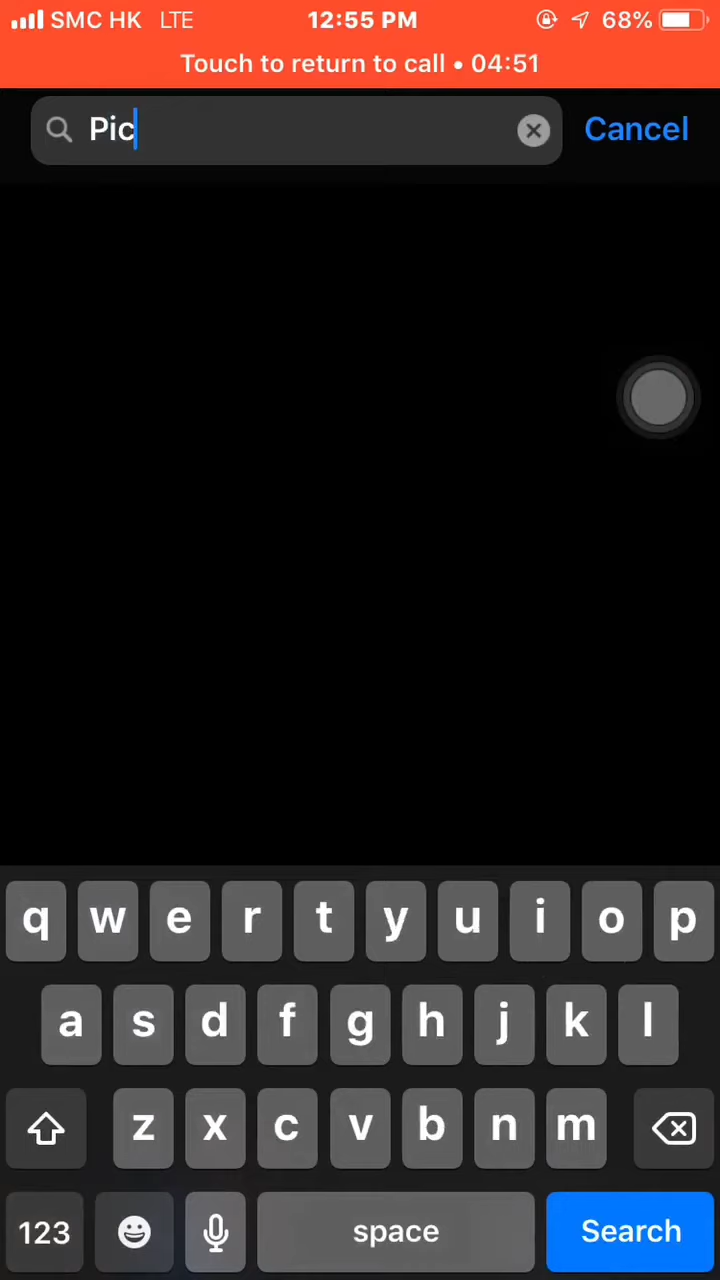 SMC HK LTE 12:55 PM 68%
Touch to return to call • 04:51
Pic Cancel
q w e r t y u i o p
a s d f g h j k l
z x c v b n m
123 space Search